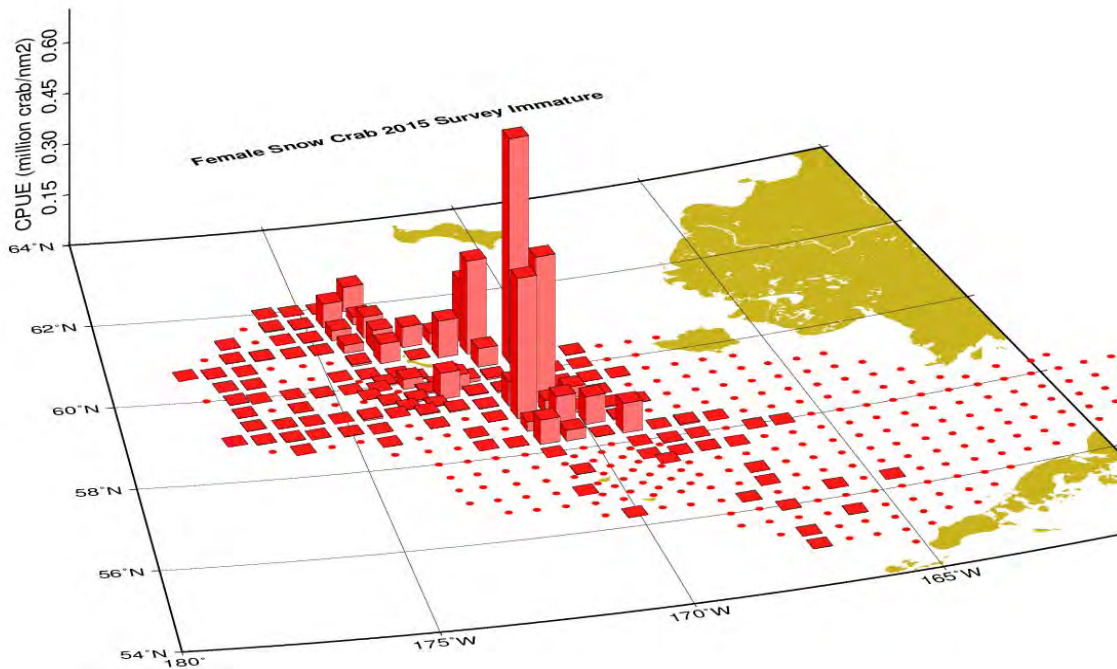 CPUE (million crab/nm2)
0.60
0.45
0.30
0.15
Female Snow Crab 2015 Survey Immature
64°N
62°N
60°N
58°N
56°N
54°N
180°
175°W
170°W
165°W